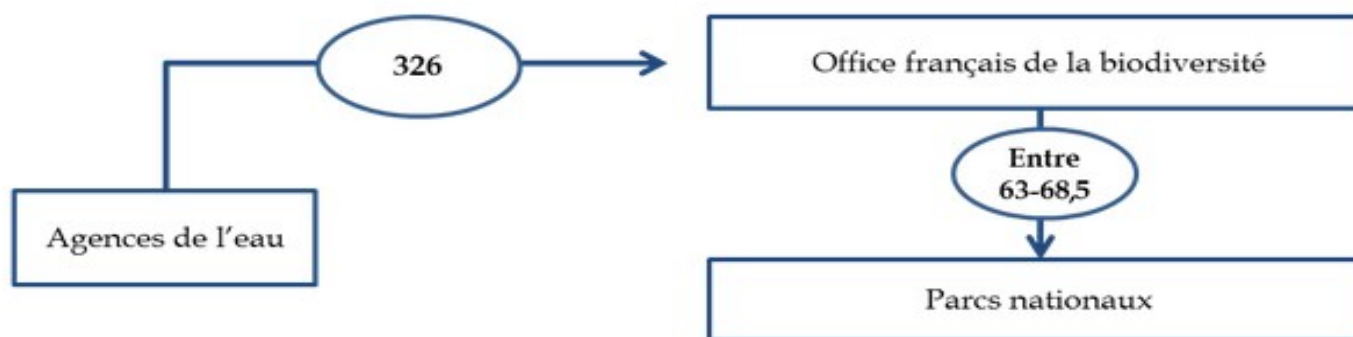 326
Office français de la biodiversité
Entre
63-68,5
Agences de l’eau
Parcs nationaux